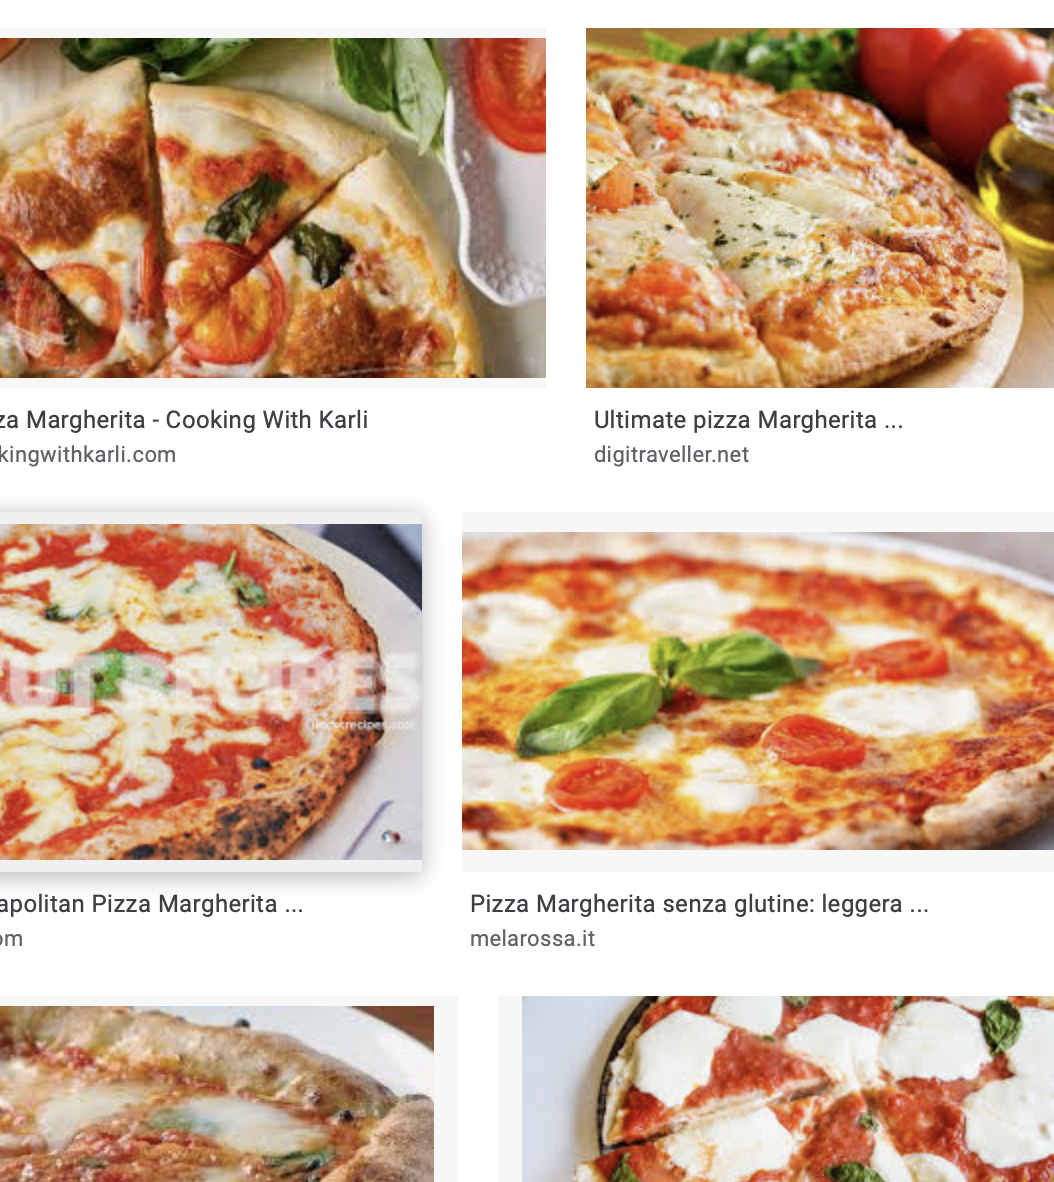 za Margherita - Cooking With Karli
kingwithkarli.com
Ultimate pizza Margherita ...
digitraveller.net
UT RECIPES
apolitan Pizza Margherita ...
om
Pizza Margherita senza glutine: leggera ...
melarossa.it